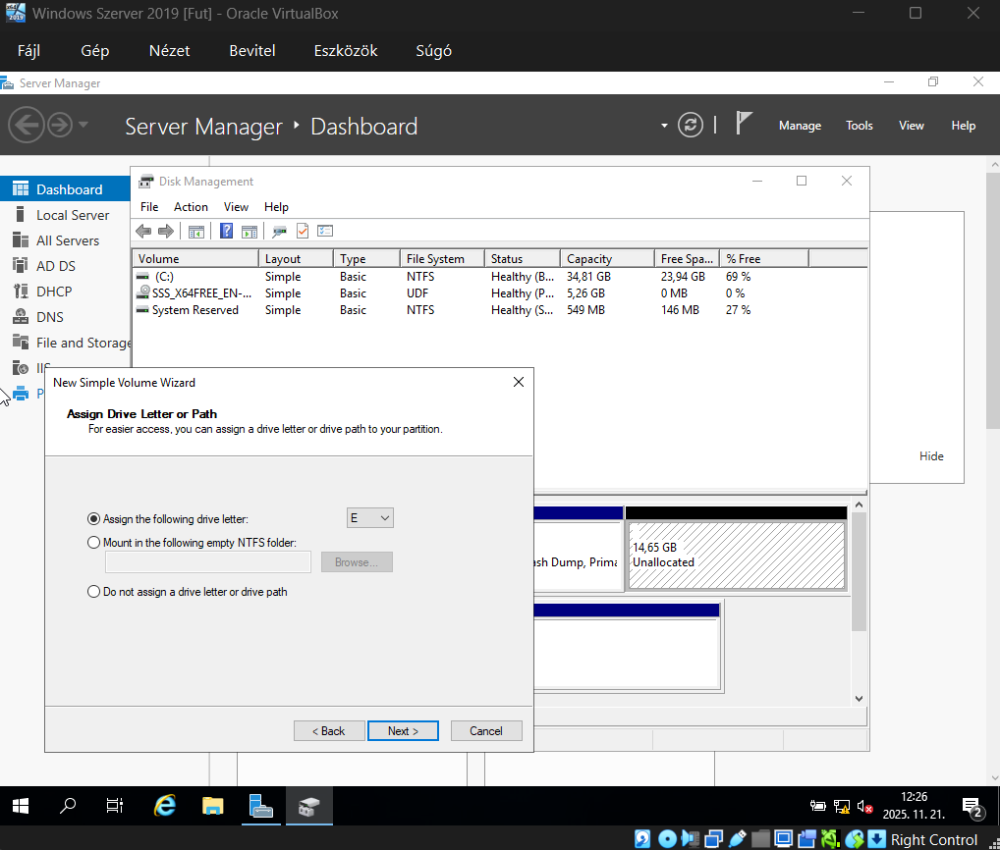 Windows Szerver 2019 [Fut] - Oracle VirtualBox
Fájl Gép Nézet Bevitel Eszközök Súgó
Server Manager
Server Manager Dashboard
Manage Tools View Help
Dashboard
Local Server
All Servers
AD DS
DHCP
DNS
File and Storage
IIS
P
Disk Management
File Action View Help
Volume Layout Type File System Status Capacity Free Spa... % Free
(C:) Simple Basic NTFS Healthy (B... 34,81 GB 23,94 GB 69 %
SSS_X64FREE_EN-... Simple Basic UDF Healthy (P... 5,26 GB 0 MB 0 %
System Reserved Simple Basic NTFS Healthy (S... 549 MB 146 MB 27 %
Hide
New Simple Volume Wizard
Assign Drive Letter or Path
For easier access, you can assign a drive letter or drive path to your partition.
Assign the following drive letter: E
Mount in the following empty NTFS folder:
Browse...
Do not assign a drive letter or drive path
< Back Next > Cancel
14,65 GB
ash Dump, Prima Unallocated
12:26
2025. 11. 21.
2
Right Control